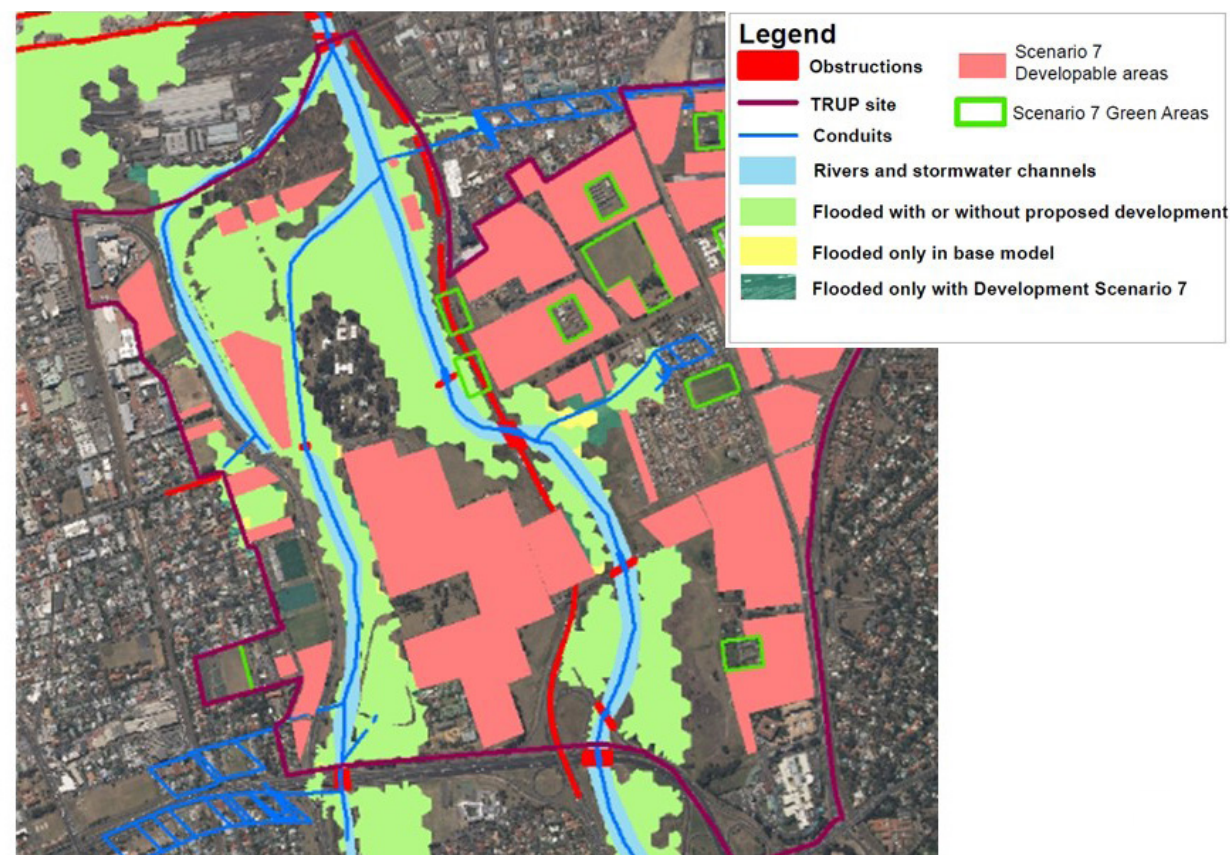 Legend
Obstructions
TRUP site
Conduits
Rivers and stormwater channels
Flooded with or without proposed development
Flooded only in base model
Flooded only with Development Scenario 7
Scenario 7
Developable areas
Scenario 7 Green Areas